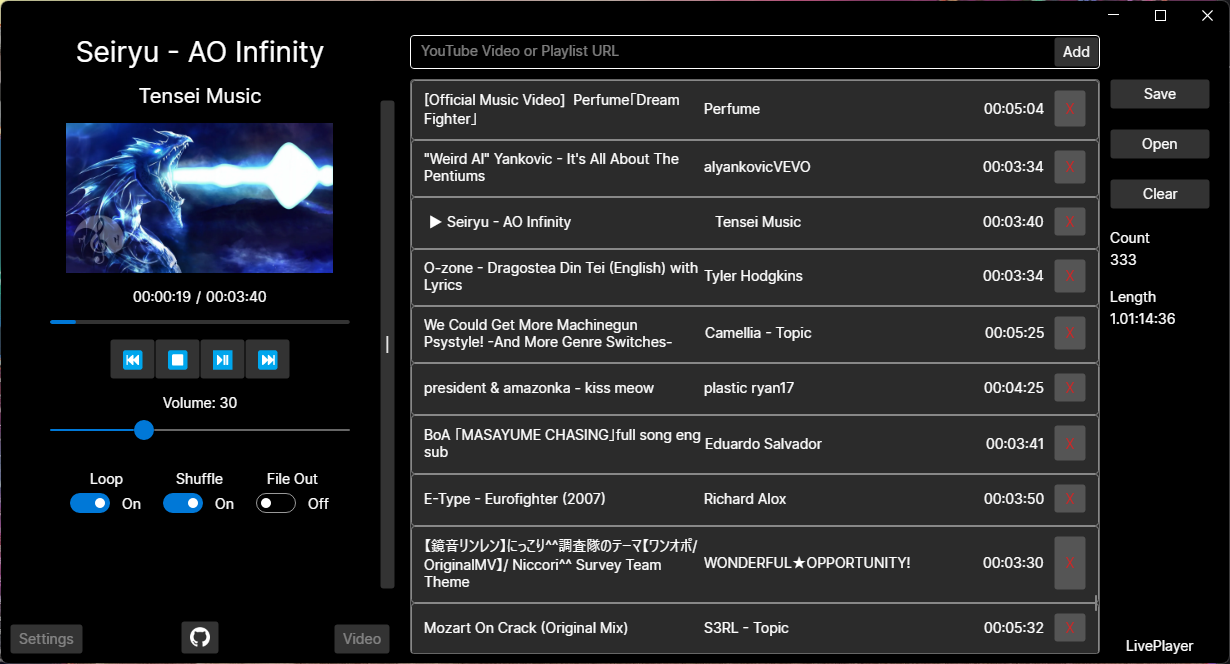 Seiryu - AO Infinity
Tensei Music
00:00:19 / 00:03:40
Volume: 30
Loop
Shuffle
File Out
On
On
Off
Settings
Video
YouTube Video or Playlist URL
Add
[Official Music Video] Perfume「Dream
Fighter」
Perfume
00:05:04
X
"Weird Al" Yankovic - It's All About The
Pentiums
alyankovicVEVO
00:03:34
X
▶ Seiryu - AO Infinity
Tensei Music
00:03:40
X
O-zone - Dragostea Din Tei (English) with
Lyrics
Tyler Hodgkins
00:03:34
X
We Could Get More Machinegun
Psystyle! -And More Genre Switches-
Camellia - Topic
00:05:25
X
president & amazonka - kiss meow
plastic ryan17
00:04:25
X
BoA「MASAYUME CHASING」full song eng
sub
Eduardo Salvador
00:03:41
X
E-Type - Eurofighter (2007)
Richard Alox
00:03:50
X
【鏡音リンレン】にっこり^^調査隊のテーマ【ワンオポ/
OriginalMV】/ Niccori^^ Survey Team
Theme
WONDERFUL★OPPORTUNITY!
00:03:30
X
Mozart On Crack (Original Mix)
S3RL - Topic
00:05:32
X
Save
Open
Clear
Count
333
Length
1.01:14:36
LivePlayer